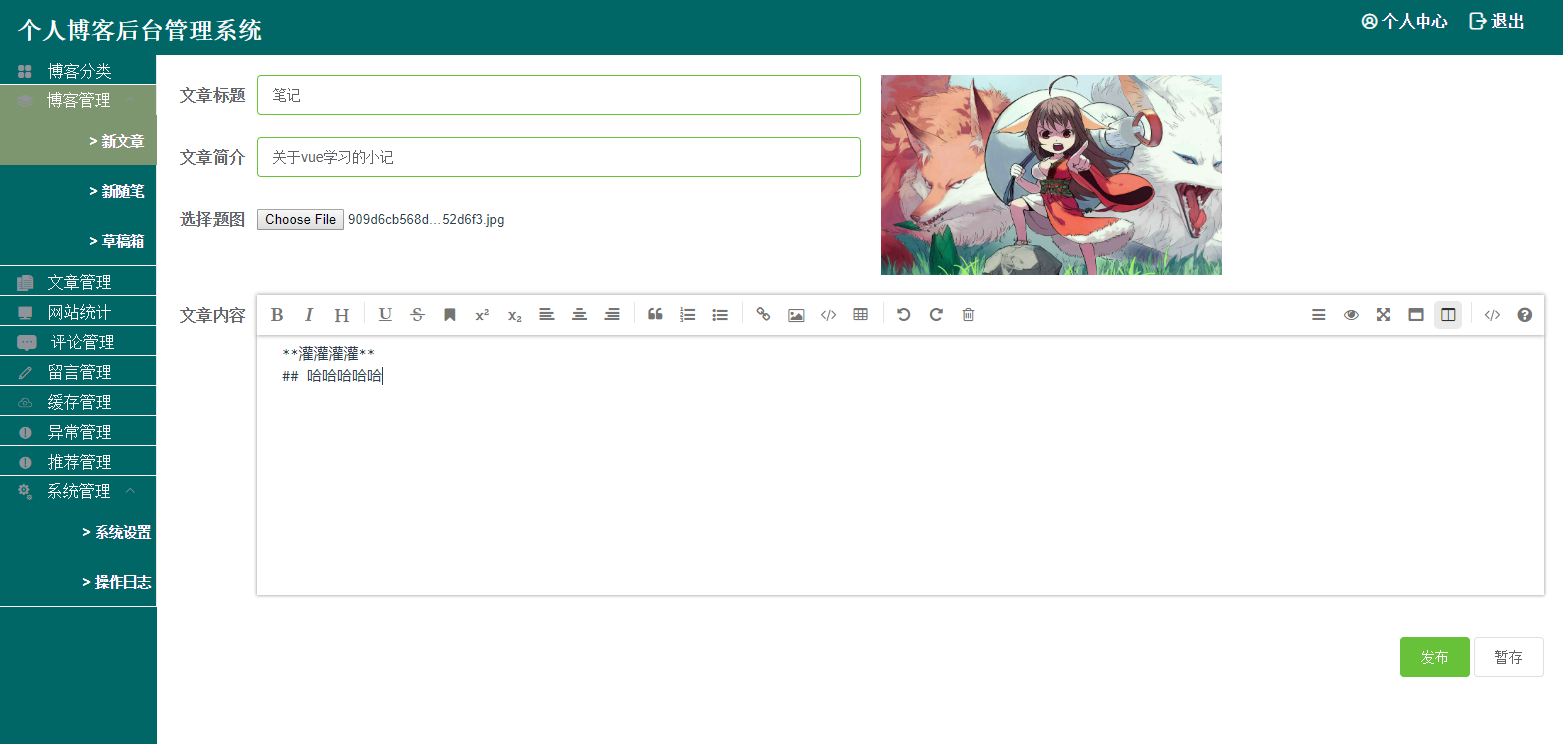 个人博客后台管理系统
个人中心 退出
博客分类
博客管理
> 新文章
> 新随笔
> 草稿箱
文章管理
网站统计
评论管理
留言管理
缓存管理
异常管理
推荐管理
系统管理
> 系统设置
> 操作日志
文章标题 笔记
文章简介 关于vue学习的小记
选择题图 Choose File 909d6cb568d...52d6f3.jpg
文章内容
**灌灌灌灌**
## 哈哈哈哈哈
发布 暂存